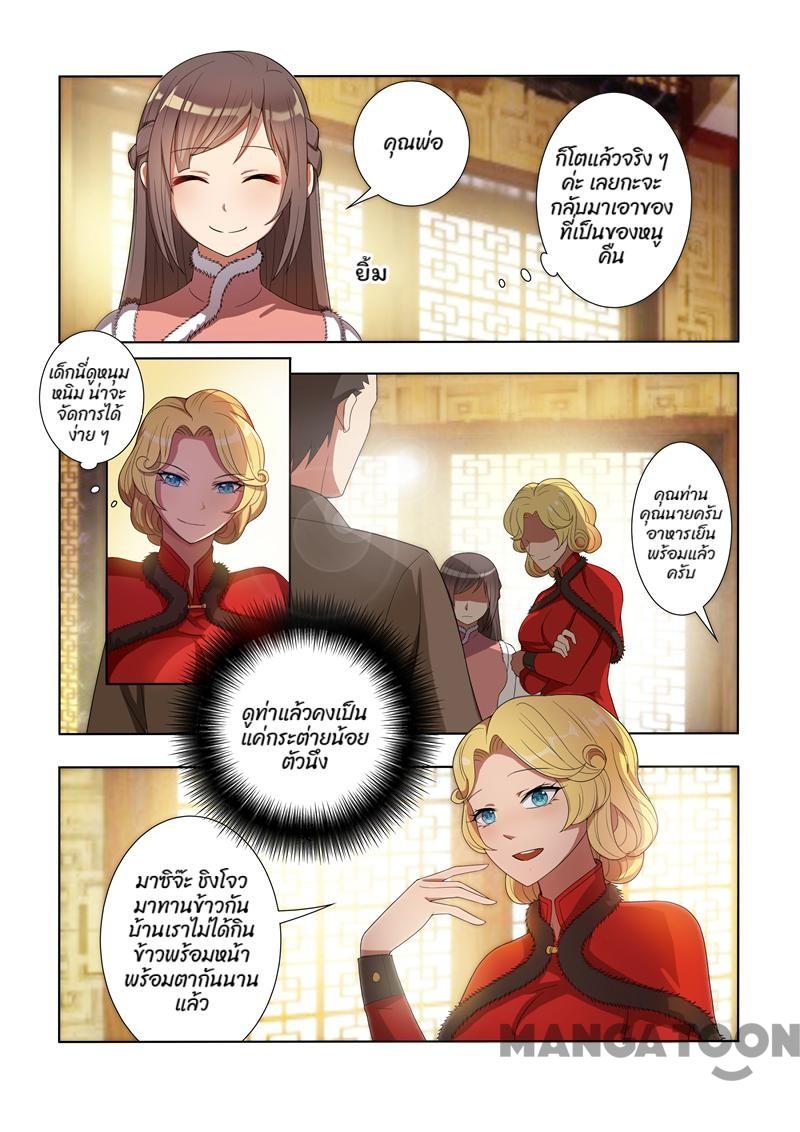 คุณพ่อ
ก็โตแล้วจริง ๆ
ค่ะ เลยกะจะ
กลับมาเอาของ
ที่เป็นของหนู
คืน
ยิ้ม
เด็กนี่ดูหนุม
หนิม น่าจะ
จัดการได้
ง่าย ๆ
คุณท่าน
คุณนายครับ
อาหารเย็น
พร้อมแล้ว
ครับ
ดูท่าแล้วคงเป็น
แค่กระต่ายน้อย
ตัวนึง
มาซิจ๊ะ ชิงโจว
มาทานข้าวกัน
บ้านเราไม่ได้กิน
ข้าวพร้อมหน้า
พร้อมตากันนาน
แล้ว
MANGATOON